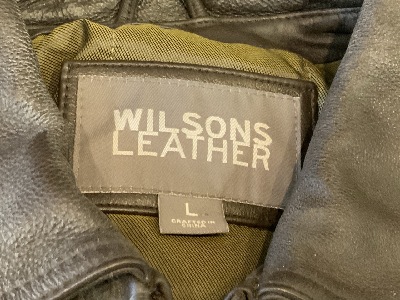 WILSONS
LEATHER
L
CRAFTED IN
CHINA